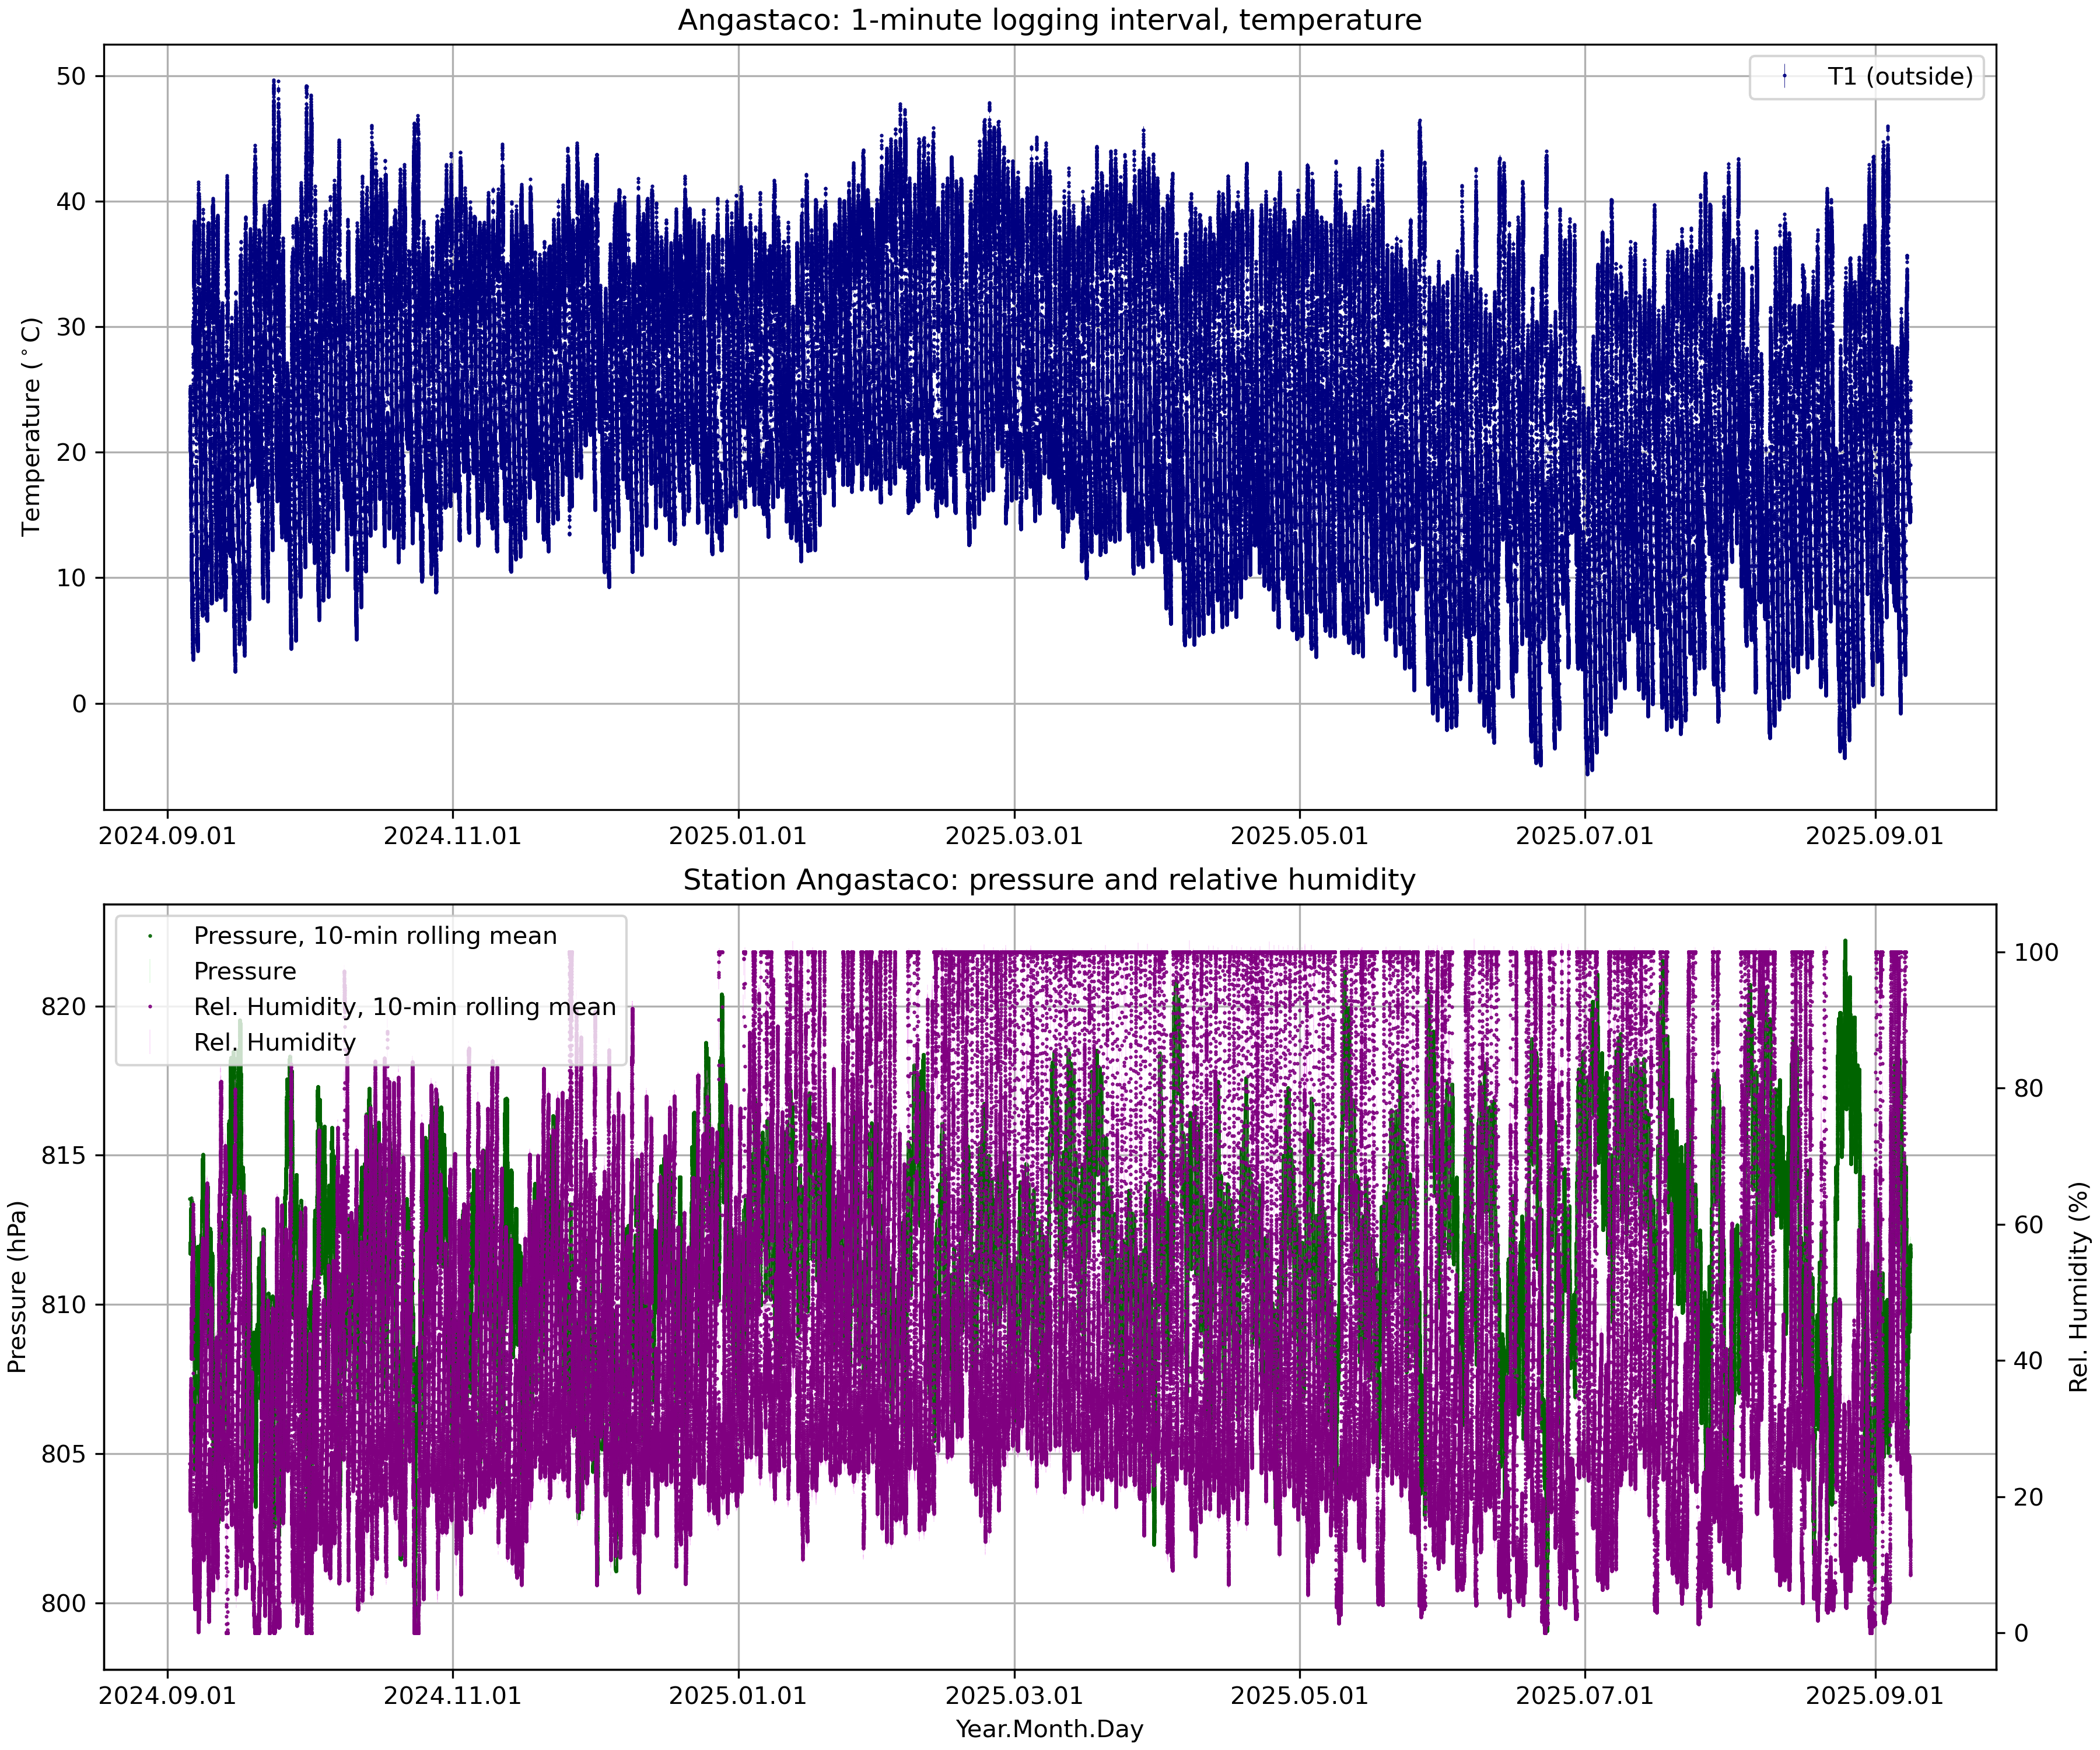 Angastaco: 1-minute logging interval, temperature
T1 (outside)
Temperature (°C)
50
40
30
20
10
0
2024.09.01 2024.11.01 2025.01.01 2025.03.01 2025.05.01 2025.07.01 2025.09.01
Station Angastaco: pressure and relative humidity
Pressure, 10-min rolling mean
Pressure
Rel. Humidity, 10-min rolling mean
Rel. Humidity
Pressure (hPa)
820
815
810
805
800
100
80
60
40
20
0
Rel. Humidity (%)
2024.09.01 2024.11.01 2025.01.01 2025.03.01 2025.05.01 2025.07.01 2025.09.01
Year.Month.Day